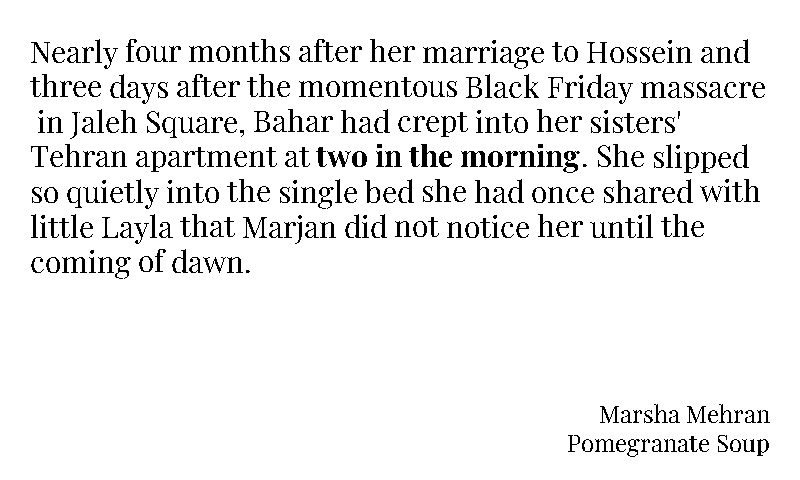 Nearly four months after her marriage to Hossein and
three days after the momentous Black Friday massacre
in Jaleh Square, Bahar had crept into her sisters'
Tehran apartment at two in the morning. She slipped
so quietly into the single bed she had once shared with
little Layla that Marjan did not notice her until the
coming of dawn.
Marsha Mehran
Pomegranate Soup